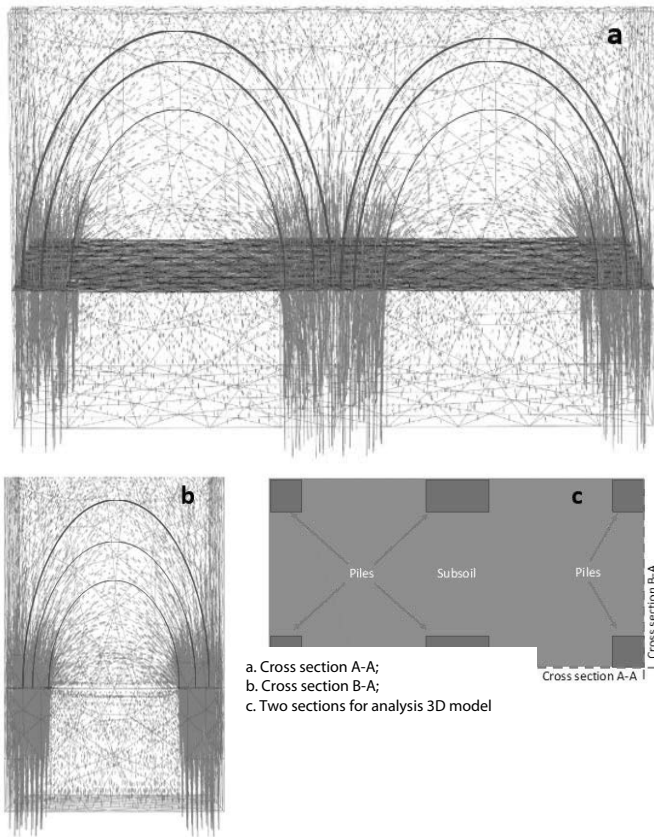 a
b
c
Piles
Subsoil
Piles
Cross section B-A
Cross section A-A
a. Cross section A-A;
b. Cross section B-A;
c. Two sections for analysis 3D model